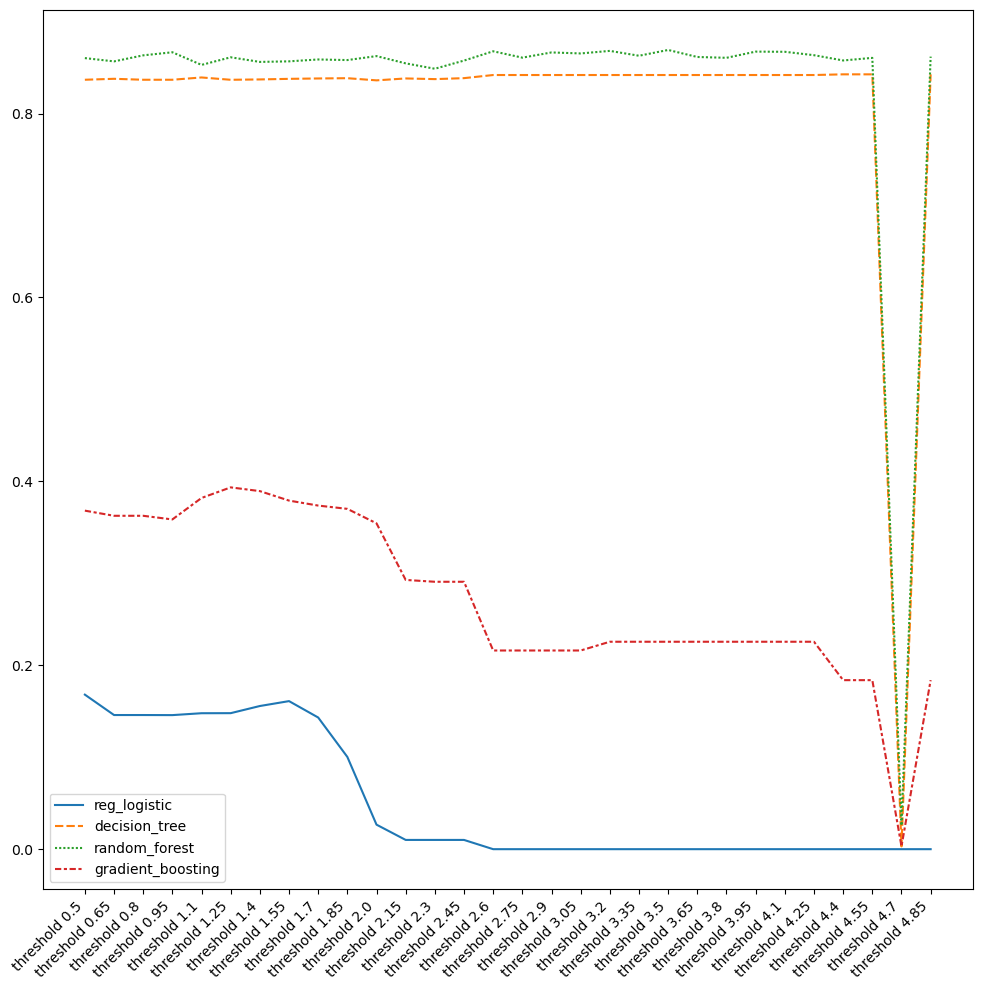 0.8
0.6
0.4
0.2
0.0
reg_logistic
decision_tree
random_forest
gradient_boosting
threshold 0.5
threshold 0.65
threshold 0.8
threshold 0.95
threshold 1.1
threshold 1.25
threshold 1.4
threshold 1.55
threshold 1.7
threshold 1.85
threshold 2.0
threshold 2.15
threshold 2.3
threshold 2.45
threshold 2.6
threshold 2.75
threshold 2.9
threshold 3.05
threshold 3.2
threshold 3.35
threshold 3.5
threshold 3.65
threshold 3.8
threshold 3.95
threshold 4.1
threshold 4.25
threshold 4.4
threshold 4.55
threshold 4.7
threshold 4.85